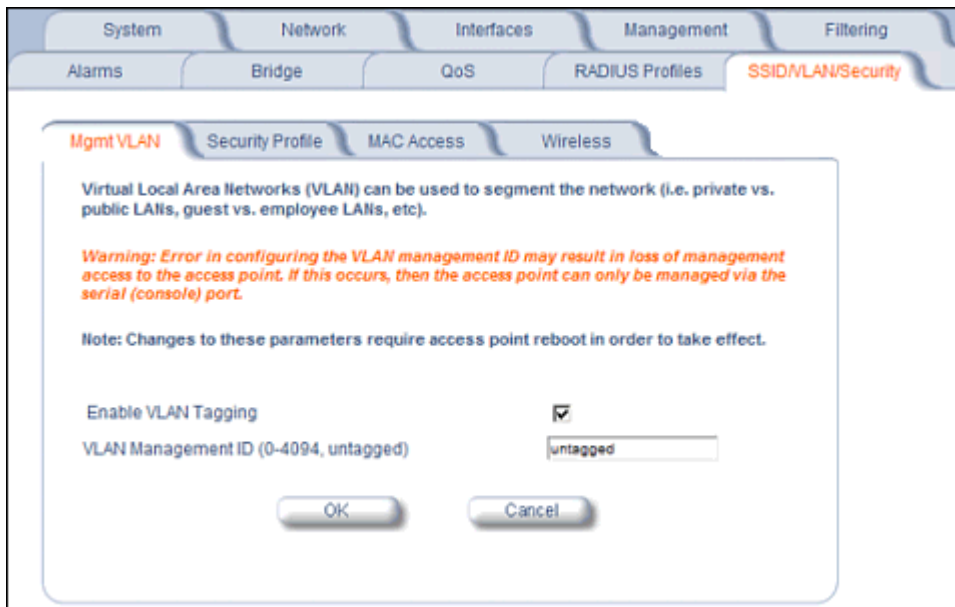 System Network Interfaces Management Filtering
Alarms Bridge QoS RADIUS Profiles SSID/VLAN/Security
Mgmt VLAN Security Profile MAC Access Wireless
Virtual Local Area Networks (VLAN) can be used to segment the network (i.e. private vs.
public LANs, guest vs. employee LANs, etc).
Warning: Error in configuring the VLAN management ID may result in loss of management
access to the access point. If this occurs, then the access point can only be managed via the
serial (console) port.
Note: Changes to these parameters require access point reboot in order to take effect.
Enable VLAN Tagging
VLAN Management ID (0-4094, untagged) untagged
OK Cancel